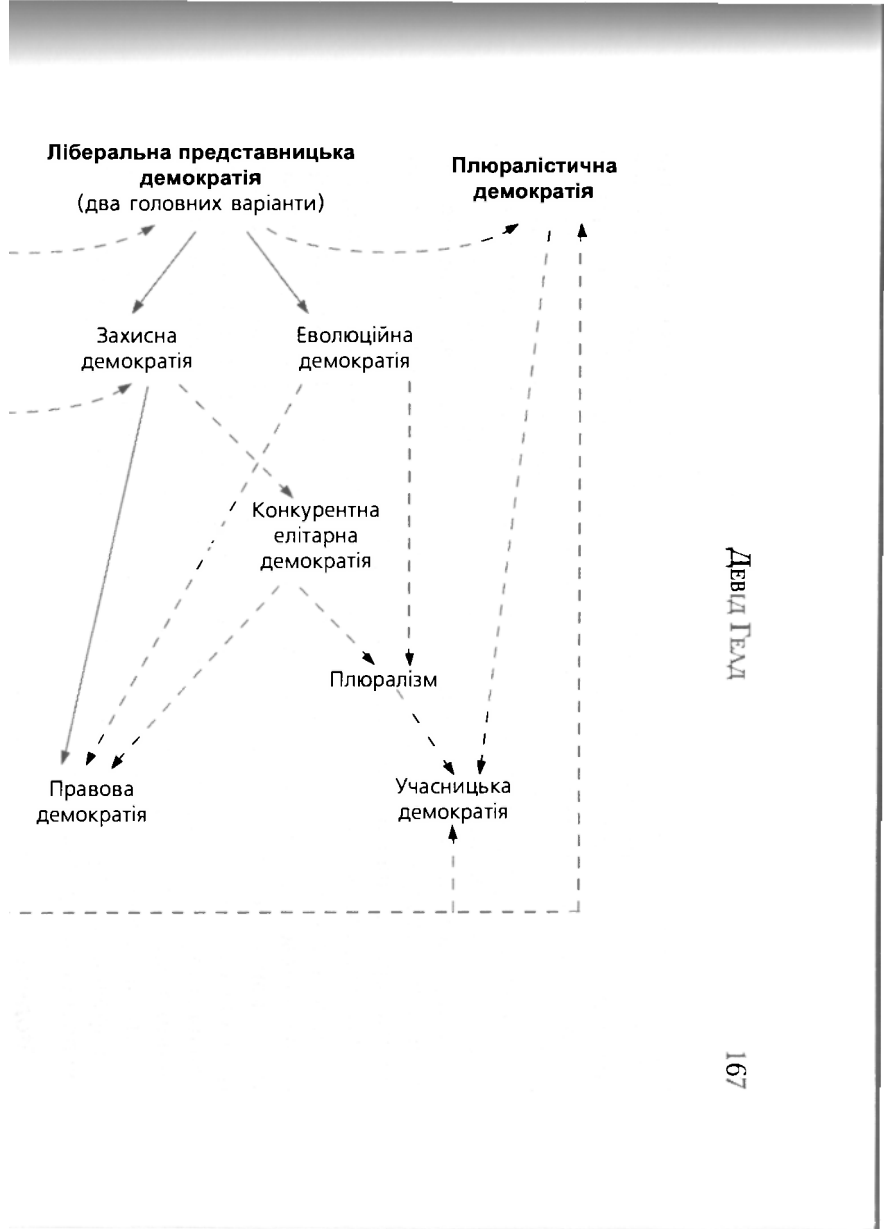 Ліберальна представницька
демократія
(два головних варіанти)
Плюралістична
демократія
Захисна
демократія
Еволюційна
демократія
Конкурентна
елітарна
демократія
Плюралізм
Правова
демократія
Учасницька
демократія
Девід Гелд
167